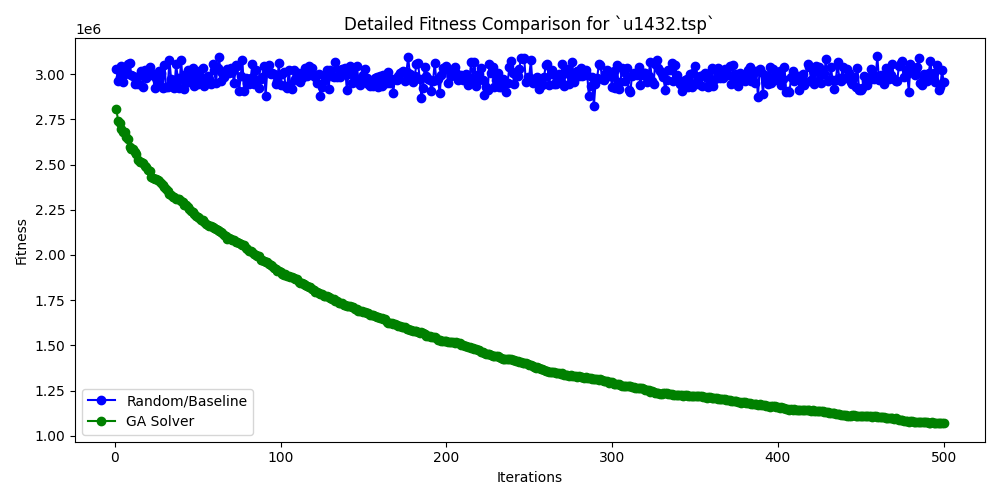 Detailed Fitness Comparison for `u1432.tsp`
1e6
3.00
2.75
2.50
2.25
2.00
1.75
1.50
1.25
1.00
Fitness
Random/Baseline
GA Solver
0 100 200 300 400 500
Iterations